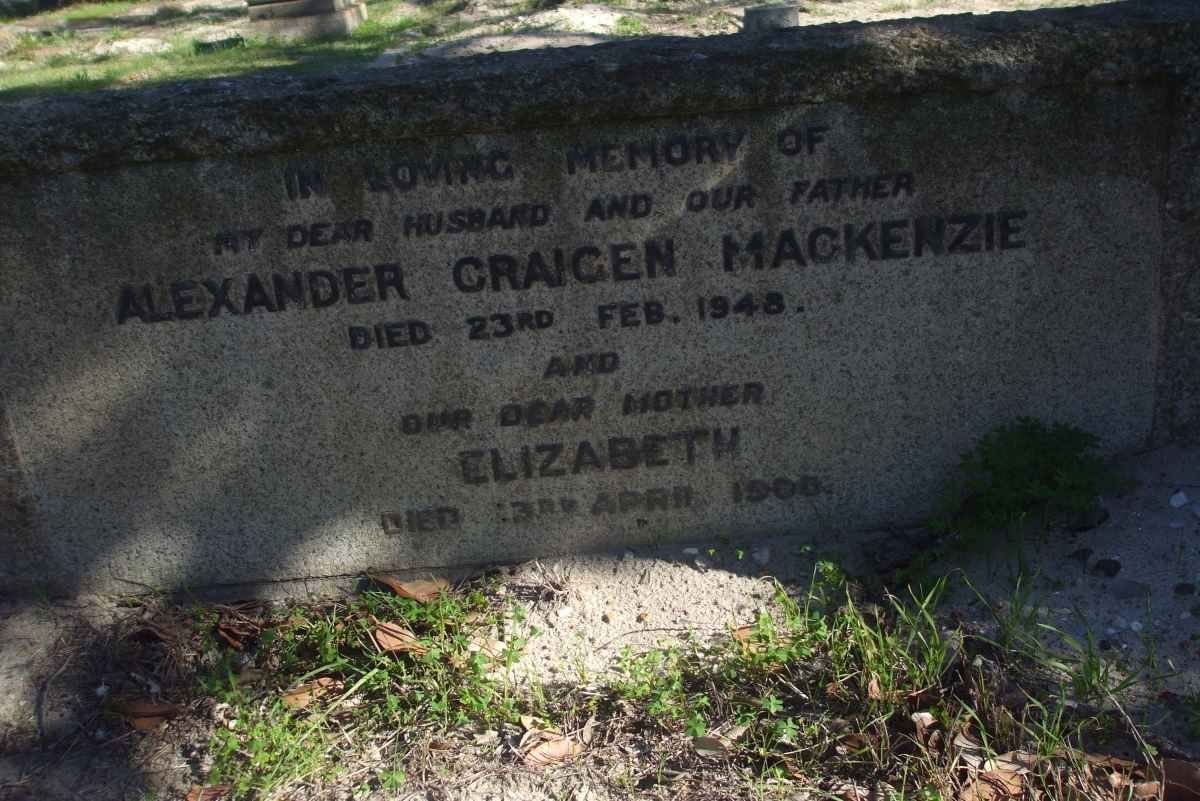 IN LOVING MEMORY OF
MY DEAR HUSBAND AND OUR FATHER
ALEXANDER CRAIGEN MACKENZIE
DIED 23RD FEB. 1948.
AND
OUR DEAR MOTHER
ELIZABETH
DIED APRIL